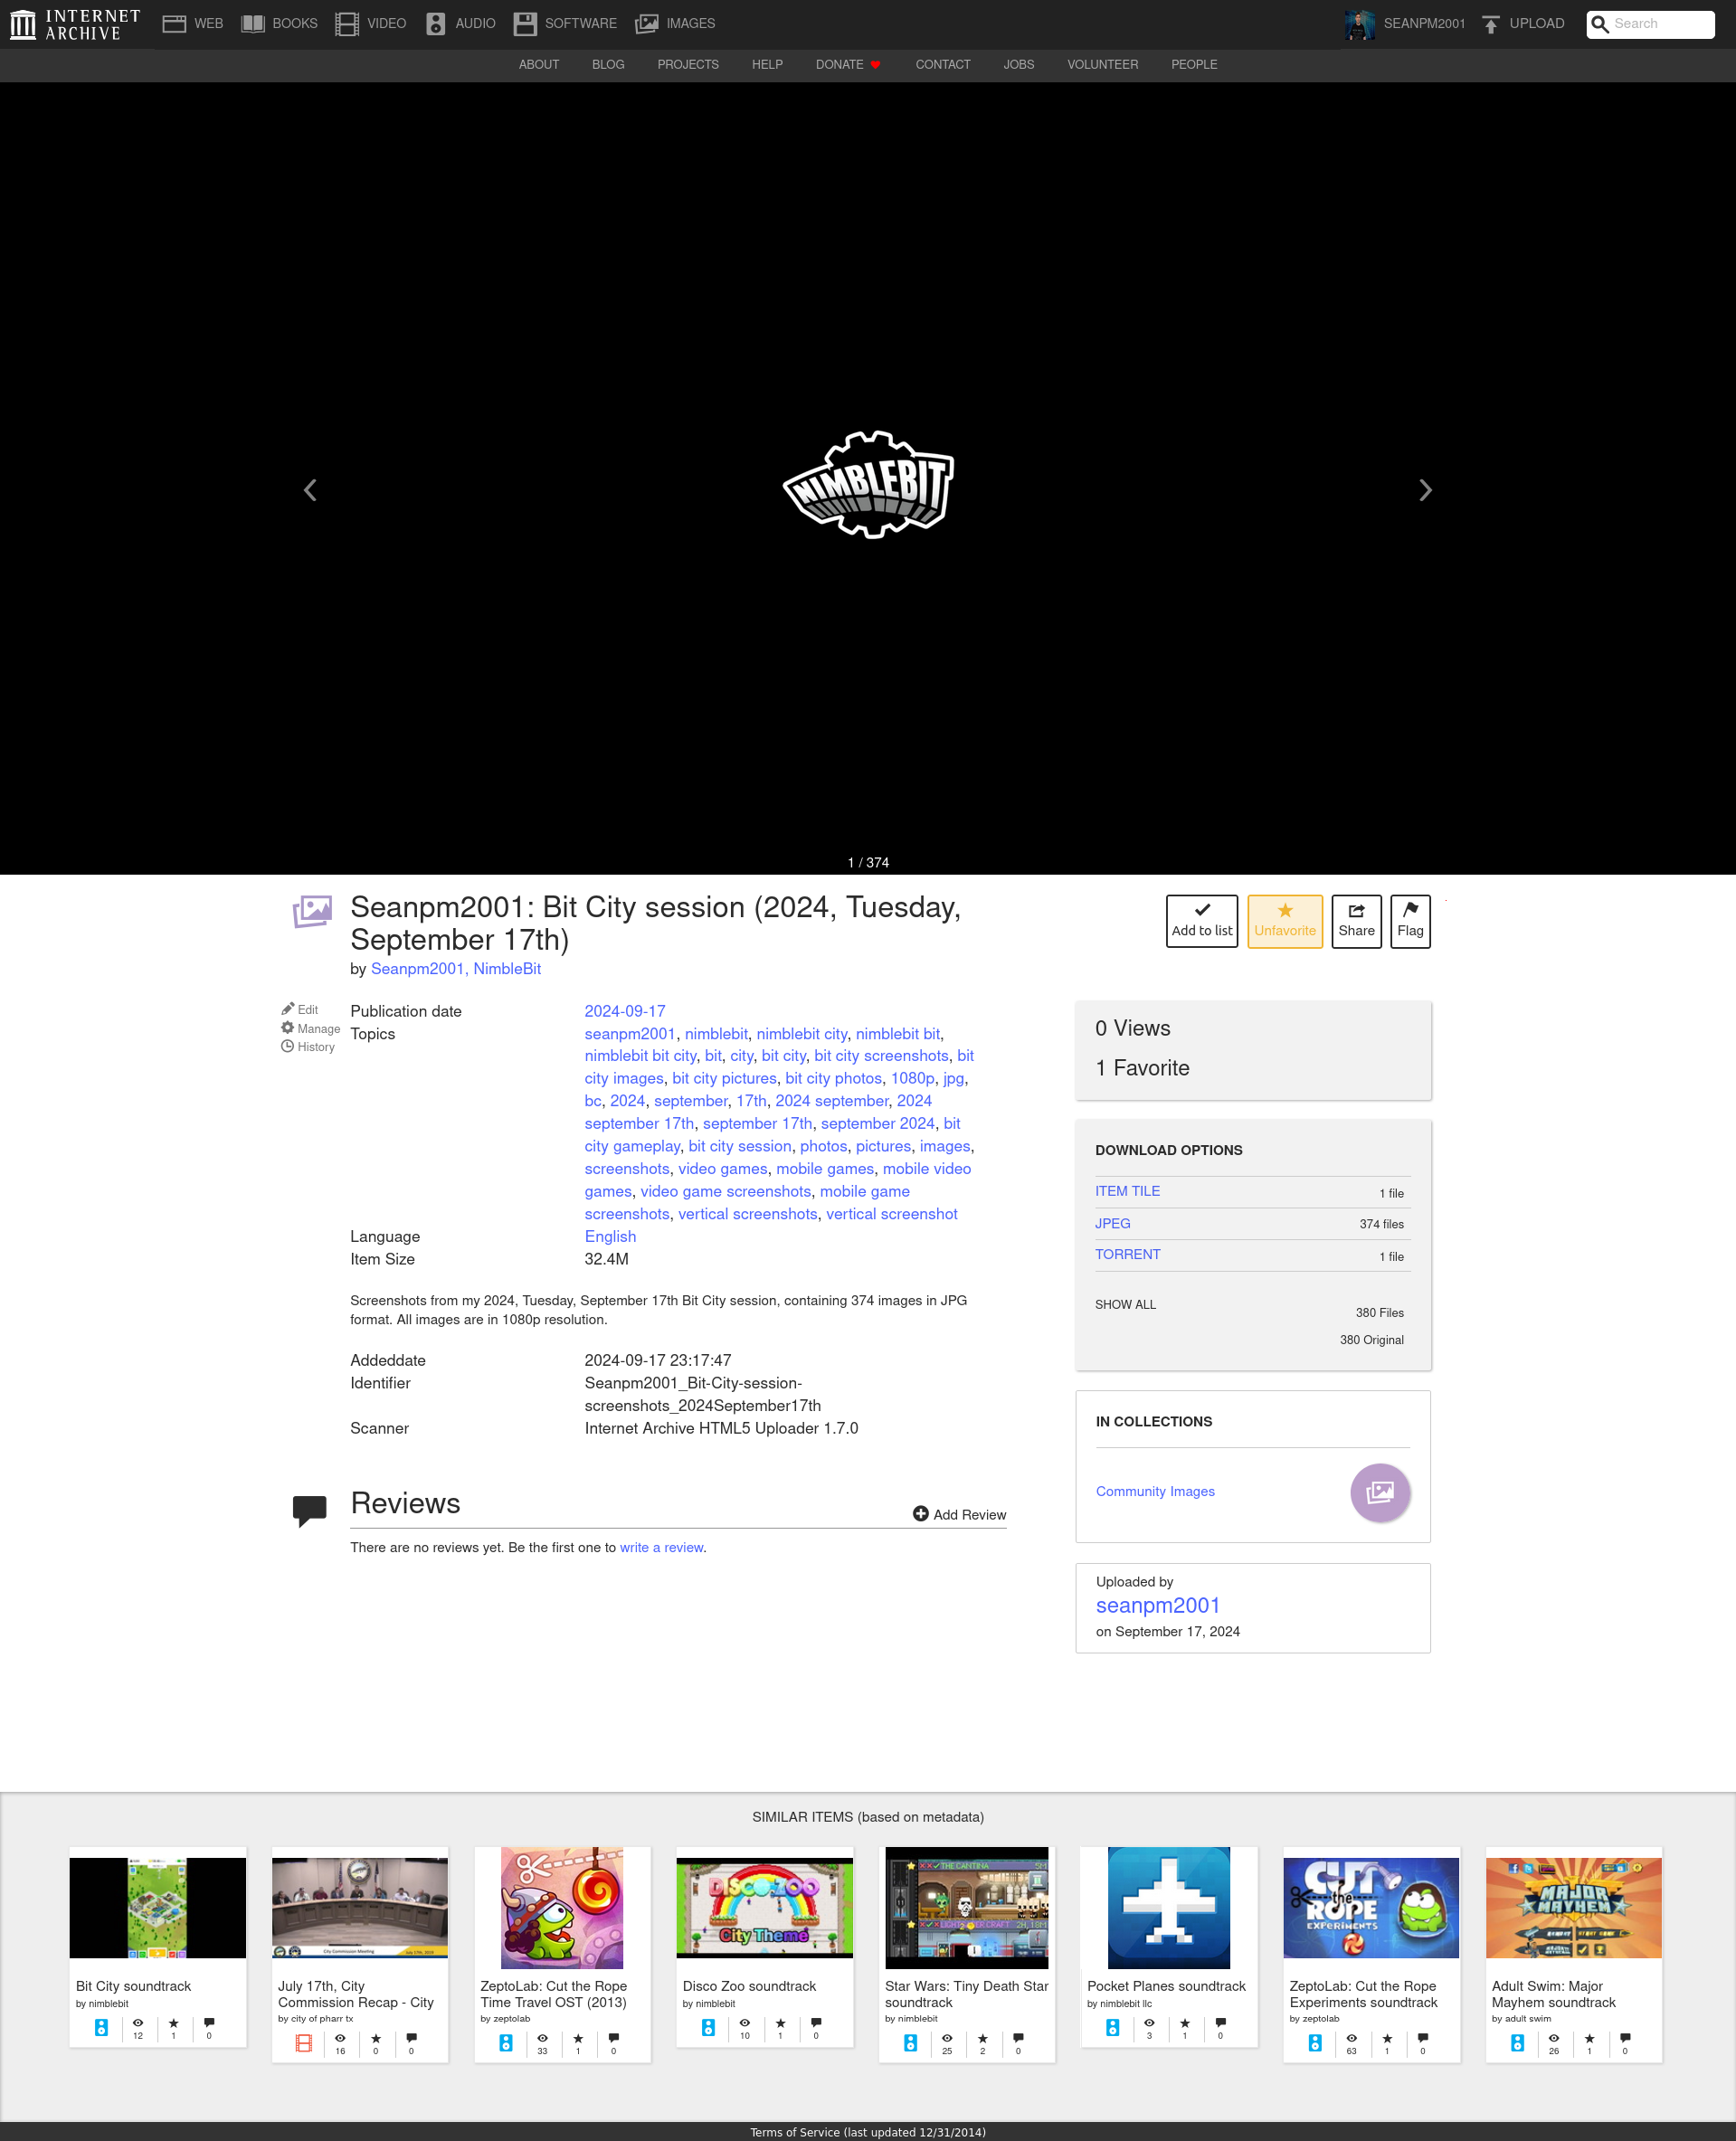 INTERNET ARCHIVE
WEB
BOOKS
VIDEO
AUDIO
SOFTWARE
IMAGES
SEANPM2001
UPLOAD
Search
ABOUT
BLOG
PROJECTS
HELP
DONATE
CONTACT
JOBS
VOLUNTEER
PEOPLE
NIMBLEBIT
1 / 374
Seanpm2001: Bit City session (2024, Tuesday,
September 17th)
by Seanpm2001, NimbleBit
Add to list
Unfavorite
Share
Flag
Edit
Manage
History
Publication date
2024-09-17
Topics
seanpm2001, nimblebit, nimblebit city, nimblebit bit,
nimblebit bit city, bit, city, bit city, bit city screenshots, bit
city images, bit city pictures, bit city photos, 1080p, jpg,
bc, 2024, september, 17th, 2024 september, 2024
september 17th, september 17th, september 2024, bit
city gameplay, bit city session, photos, pictures, images,
screenshots, video games, mobile games, mobile video
games, video game screenshots, mobile game
screenshots, vertical screenshots, vertical screenshot
Language
English
Item Size
32.4M
Screenshots from my 2024, Tuesday, September 17th Bit City session, containing 374 images in JPG
format. All images are in 1080p resolution.
Addeddate
2024-09-17 23:17:47
Identifier
Seanpm2001_Bit-City-session-
screenshots_2024September17th
Scanner
Internet Archive HTML5 Uploader 1.7.0
Reviews
Add Review
There are no reviews yet. Be the first one to write a review.
0 Views
1 Favorite
DOWNLOAD OPTIONS
ITEM TILE
1 file
JPEG
374 files
TORRENT
1 file
SHOW ALL
380 Files
380 Original
IN COLLECTIONS
Community Images
Uploaded by
seanpm2001
on September 17, 2024
SIMILAR ITEMS (based on metadata)
Bit City soundtrack
by nimblebit
12
1
0
City Commission Meeting
July 17th, City
Commission Recap - City
by city of pharr tx
16
0
0
ZeptoLab: Cut the Rope
Time Travel OST (2013)
by zeptolab
33
1
0
DISCO ZOO
City Theme
Disco Zoo soundtrack
by nimblebit
10
1
0
THE CANTINA
Star Wars: Tiny Death Star
soundtrack
by nimblebit
25
2
0
Pocket Planes soundtrack
by nimblebit llc
3
1
0
CUT the ROPE
EXPERIMENTS
ZeptoLab: Cut the Rope
Experiments soundtrack
by zeptolab
63
1
0
MAJOR MAYHEM
Adult Swim: Major
Mayhem soundtrack
by adult swim
26
1
0
Terms of Service (last updated 12/31/2014)